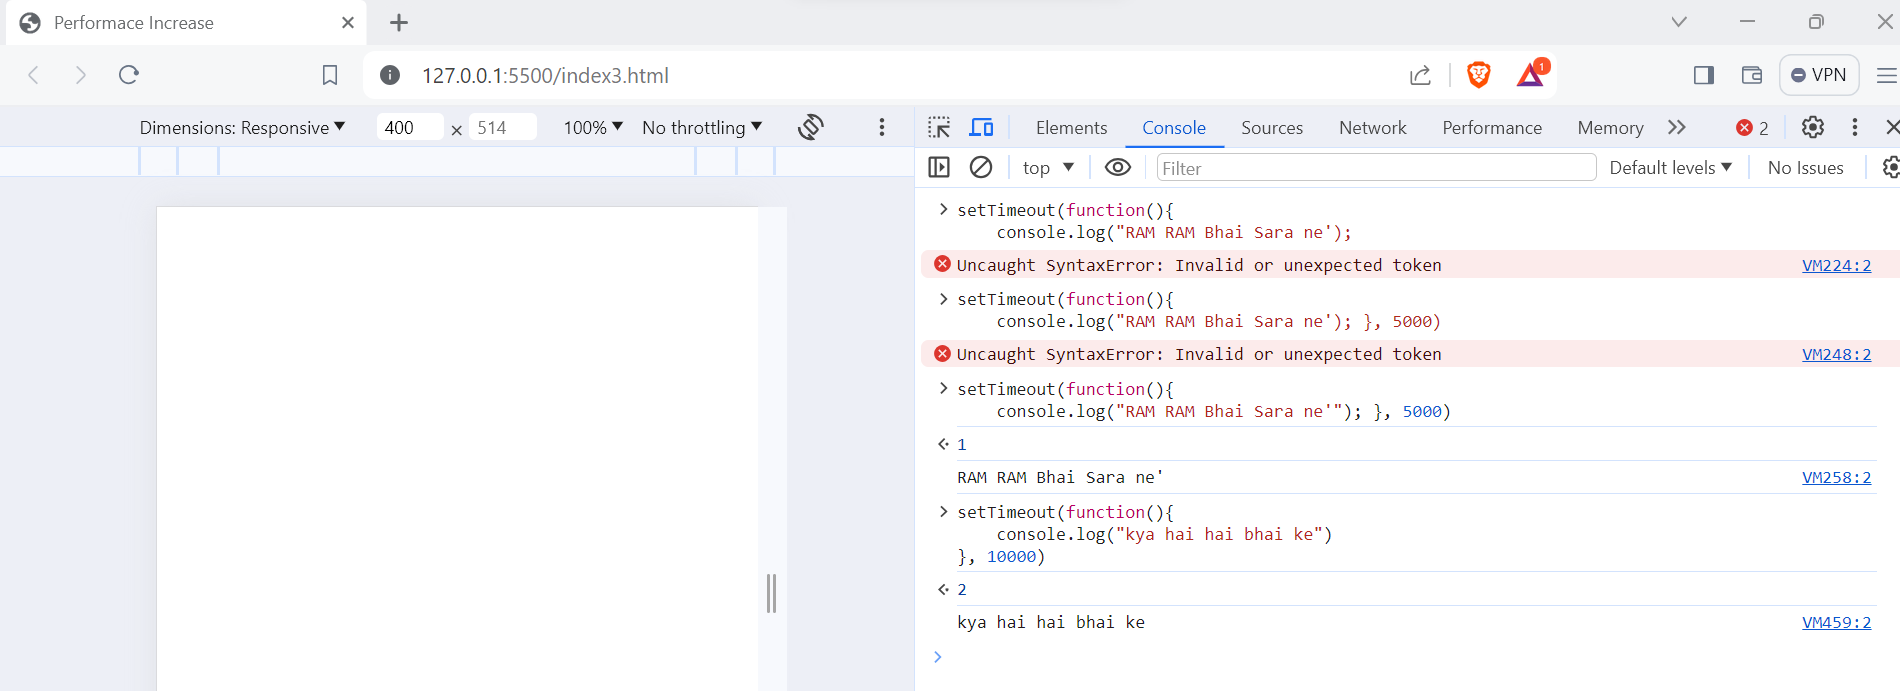 Performace Increase
127.0.0.1:5500/index3.html
1
VPN
Dimensions: Responsive 400 × 514 100% No throttling
Elements Console Sources Network Performance Memory 2
top Filter Default levels No Issues
setTimeout(function(){
console.log("RAM RAM Bhai Sara ne');
Uncaught SyntaxError: Invalid or unexpected token VM224:2
setTimeout(function(){
console.log("RAM RAM Bhai Sara ne'); }, 5000)
Uncaught SyntaxError: Invalid or unexpected token VM248:2
setTimeout(function(){
console.log("RAM RAM Bhai Sara ne'"); }, 5000)
1
RAM RAM Bhai Sara ne' VM258:2
setTimeout(function(){
console.log("kya hai hai bhai ke")
}, 10000)
2
kya hai hai bhai ke VM459:2